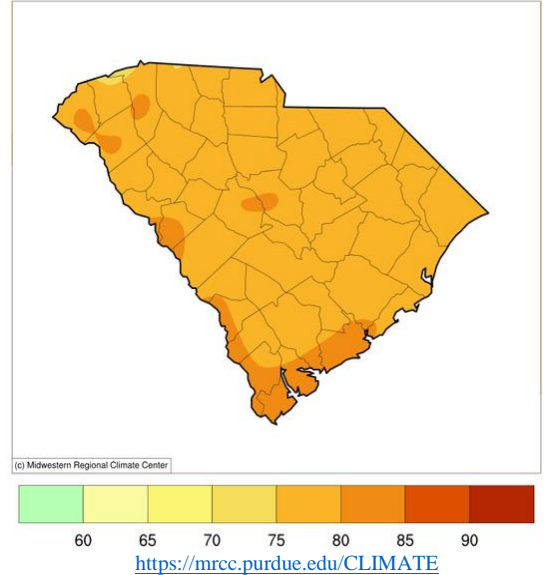 (c) Midwestern Regional Climate Center
60 65 70 75 80 85 90
https://mrcc.purdue.edu/CLIMATE